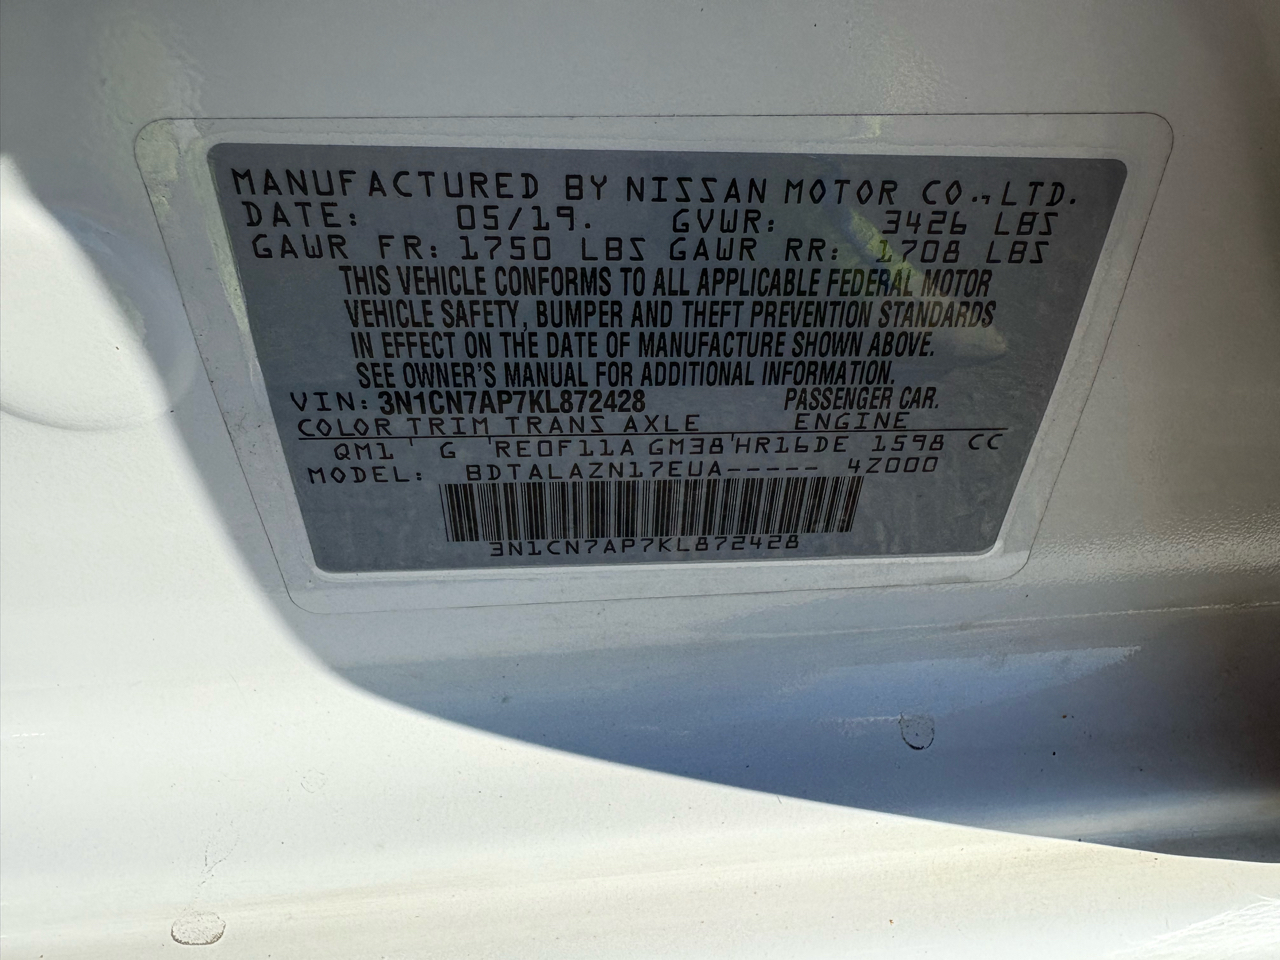 MANUFACTURED BY NISSAN MOTOR CO.,LTD.
DATE: 05/19. GVWR: 3426 LBS
GAWR FR: 1750 LBS GAWR RR: 1708 LBS
THIS VEHICLE CONFORMS TO ALL APPLICABLE FEDERAL MOTOR
VEHICLE SAFETY, BUMPER AND THEFT PREVENTION STANDARDS
IN EFFECT ON THE DATE OF MANUFACTURE SHOWN ABOVE.
SEE OWNER'S MANUAL FOR ADDITIONAL INFORMATION.
VIN: 3N1CN7AP7KL872428 PASSENGER CAR.
COLOR TRIM TRANS AXLE ENGINE
QM1 ' G 'RE0F11A GM38'HR16DE 1598 CC
MODEL: BDTALAZN17EUA----- 4Z000
3N1CN7AP7KL872428